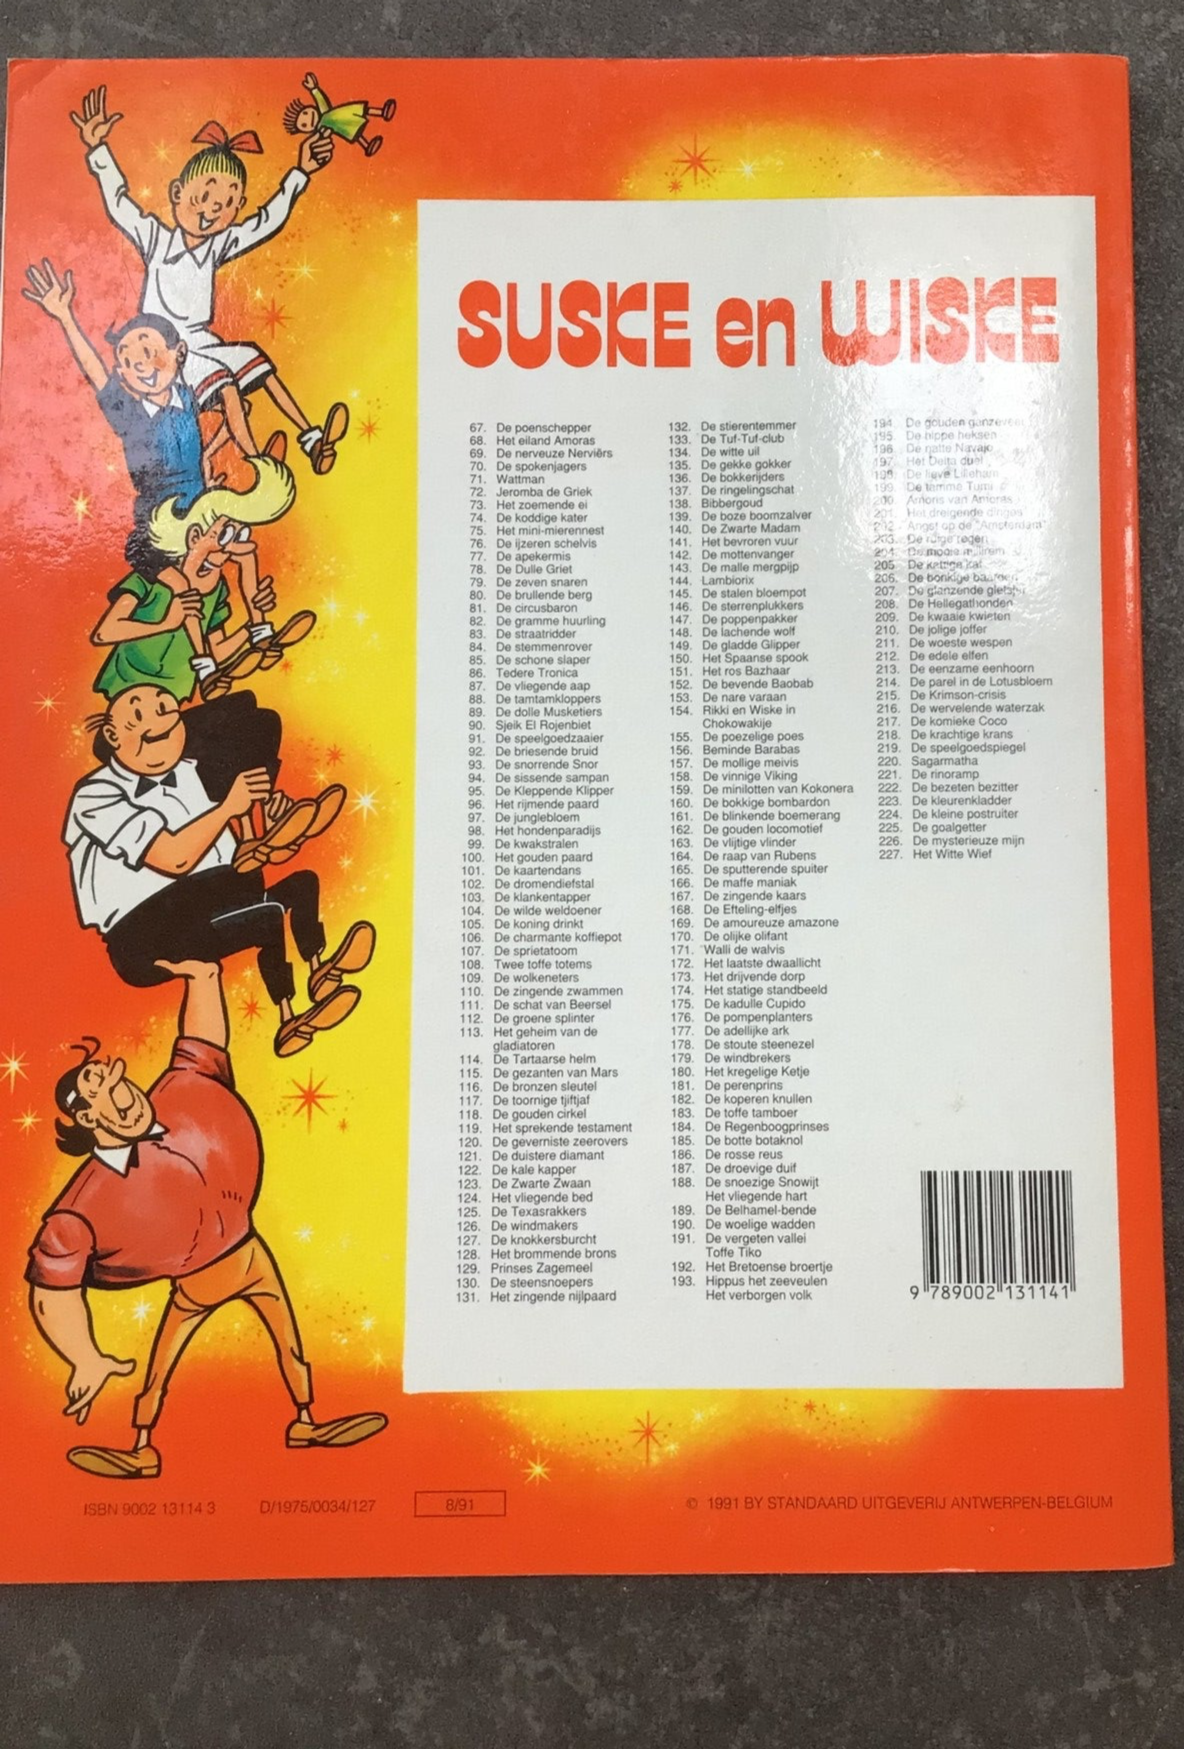 SUSKE en WISKE
67. De poenschepper
68. Het eiland Amoras
69. De nerveuze Nerviërs
70. De spokenjagers
71. Wattman
72. Jeromba de Griek
73. Het zoemende ei
74. De koddige kater
75. Het mini-mierennest
76. De ijzeren schelvis
77. De apekermis
78. De Dulle Griet
79. De zeven snaren
80. De brullende berg
81. De circusbaron
82. De gramme huurling
83. De straatridder
84. De stemmenrover
85. De schone slaper
86. Tedere Tronica
87. De vliegende aap
88. De tamtamkloppers
89. De dolle Musketiers
90. Sjeik El Rojenbiet
91. De speelgoedzaaier
92. De briesende bruid
93. De snorrende Snor
94. De sissende sampan
95. De Kleppende Klipper
96. Het rijmende paard
97. De junglebloem
98. Het hondenparadijs
99. De kwakstralen
100. Het gouden paard
101. De kaartendans
102. De dromendiefstal
103. De klankentapper
104. De wilde weldoener
105. De koning drinkt
106. De charmante koffiepot
107. De sprietatoom
108. Twee toffe totems
109. De wolkeneters
110. De zingende zwammen
111. De schat van Beersel
112. De groene splinter
113. Het geheim van de
gladiatoren
114. De Tartaarse helm
115. De gezanten van Mars
116. De bronzen sleutel
117. De toornige tjiftjaf
118. De gouden cirkel
119. Het sprekende testament
120. De geverniste zeerovers
121. De duistere diamant
122. De kale kapper
123. De Zwarte Zwaan
124. Het vliegende bed
125. De Texasrakkers
126. De windmakers
127. De knokkersburcht
128. Het brommende brons
129. Prinses Zagemeel
130. De steensnoepers
131. Het zingende nijlpaard
132. De stierentemmer
133. De Tuf-Tuf-club
134. De witte uil
135. De gekke gokker
136. De bokkerijders
137. De ringelingschat
138. Bibbergoud
139. De boze boomzalver
140. De Zwarte Madam
141. Het bevroren vuur
142. De mottenvanger
143. De malle mergpijp
144. Lambiorix
145. De stalen bloempot
146. De sterrenplukkers
147. De poppenpakker
148. De lachende wolf
149. De gladde Glipper
150. Het Spaanse spook
151. Het ros Bazhaar
152. De bevende Baobab
153. De nare varaan
154. Rikki en Wiske in
Chokowakije
155. De poezelige poes
156. Beminde Barabas
157. De mollige meivis
158. De vinnige Viking
159. De minilotten van Kokonera
160. De bokkige bombardon
161. De blinkende boemerang
162. De gouden locomotief
163. De vlijtige vlinder
164. De raap van Rubens
165. De sputterende spuiter
166. De maffe maniak
167. De zingende kaars
168. De Efteling-elfjes
169. De amoureuze amazone
170. De olijke olifant
171. Walli de walvis
172. Het laatste dwaallicht
173. Het drijvende dorp
174. Het statige standbeeld
175. De kadulle Cupido
176. De pompenplanters
177. De adellijke ark
178. De stoute steenezel
179. De windbrekers
180. Het kregelige Ketje
181. De perenprins
182. De koperen knullen
183. De toffe tamboer
184. De Regenboogprinses
185. De botte botaknol
186. De rosse reus
187. De droevige duif
188. De snoezige Snowijt
Het vliegende hart
189. De Belhamel-bende
190. De woelige wadden
191. De vergeten vallei
Toffe Tiko
192. Het Bretoense broertje
193. Hippus het zeeveulen
Het verborgen volk
194. De gouden ganzeveer
195. De hippe heksen
196. De natte Navajo
197. Het Delta duel
198. De lieve Lilleham
199. De lamme Tumi
200. Amoris van Amoras
201. Het dreigende dinges
202. Angst op de "Amsterdam"
203. De ruige regen
204. De mooie millirem
205. De kattige kat
206. De bonkige baarden
207. De glanzende gletsjer
208. De Hellegathonden
209. De kwaaie kwieten
210. De jolige joffer
211. De woeste wespen
212. De edele elfen
213. De eenzame eenhoorn
214. De parel in de Lotusbloem
215. De Krimson-crisis
216. De wervelende waterzak
217. De komieke Coco
218. De krachtige krans
219. De speelgoedspiegel
220. Sagarmatha
221. De rinoramp
222. De bezeten bezitter
223. De kleurenkladder
224. De kleine postruiter
225. De goalgetter
226. De mysterieuze mijn
227. Het Witte Wief
9 789002 131141
ISBN 9002 13114 3 D/1975/0034/127 8/91 © 1991 BY STANDAARD UITGEVERIJ ANTWERPEN-BELGIUM